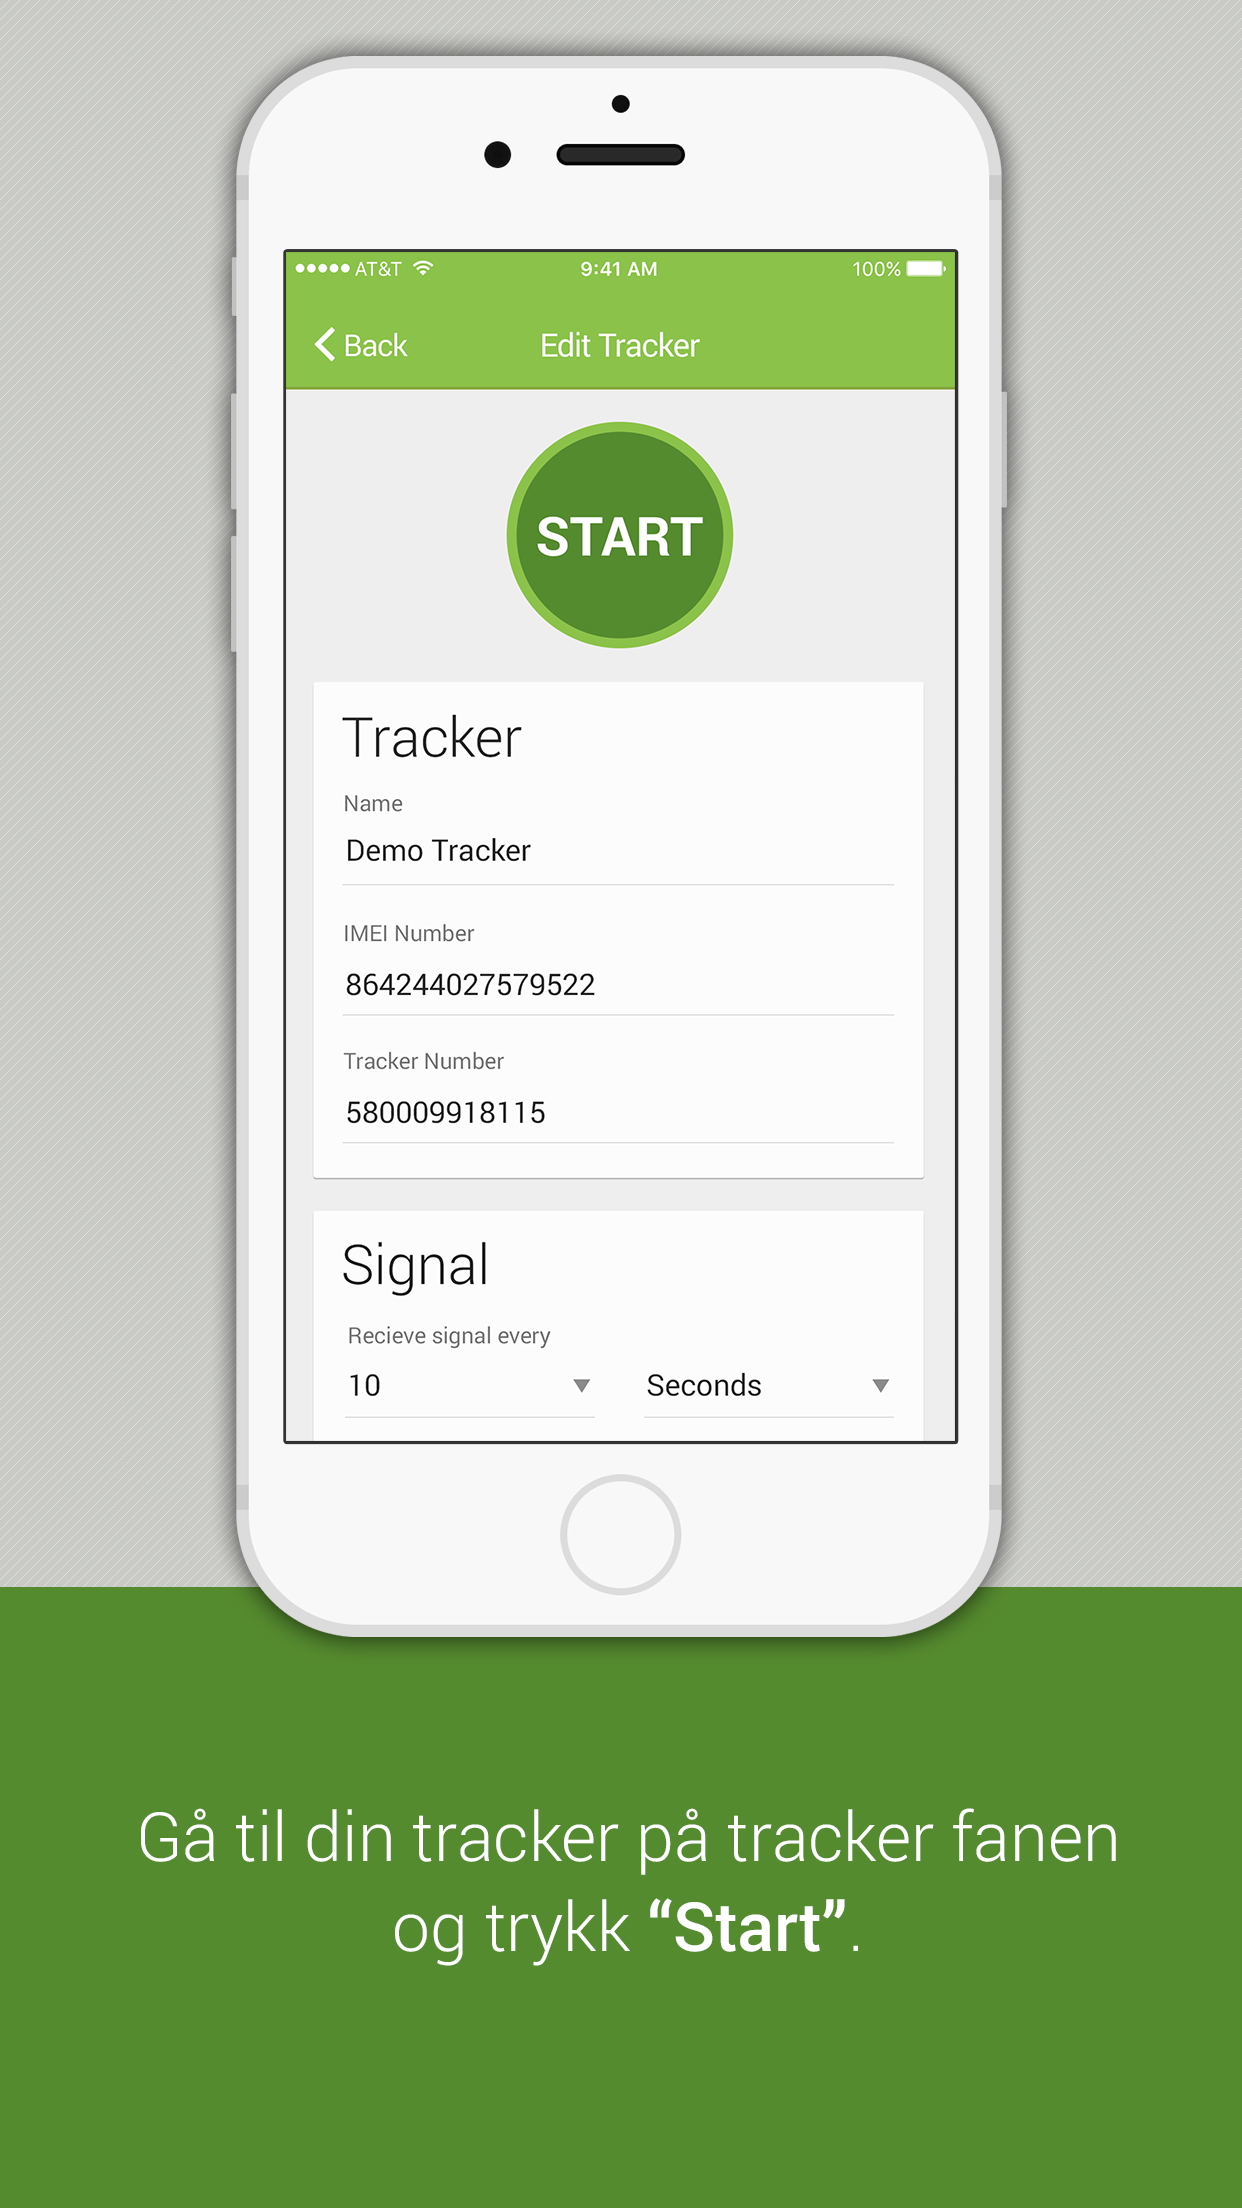 AT&T
9:41 AM
100%
Back
Edit Tracker
START
Tracker
Name
Demo Tracker
IMEI Number
864244027579522
Tracker Number
580009918115
Signal
Recieve signal every
10
Seconds
Gå til din tracker på tracker fanen
og trykk “Start”.